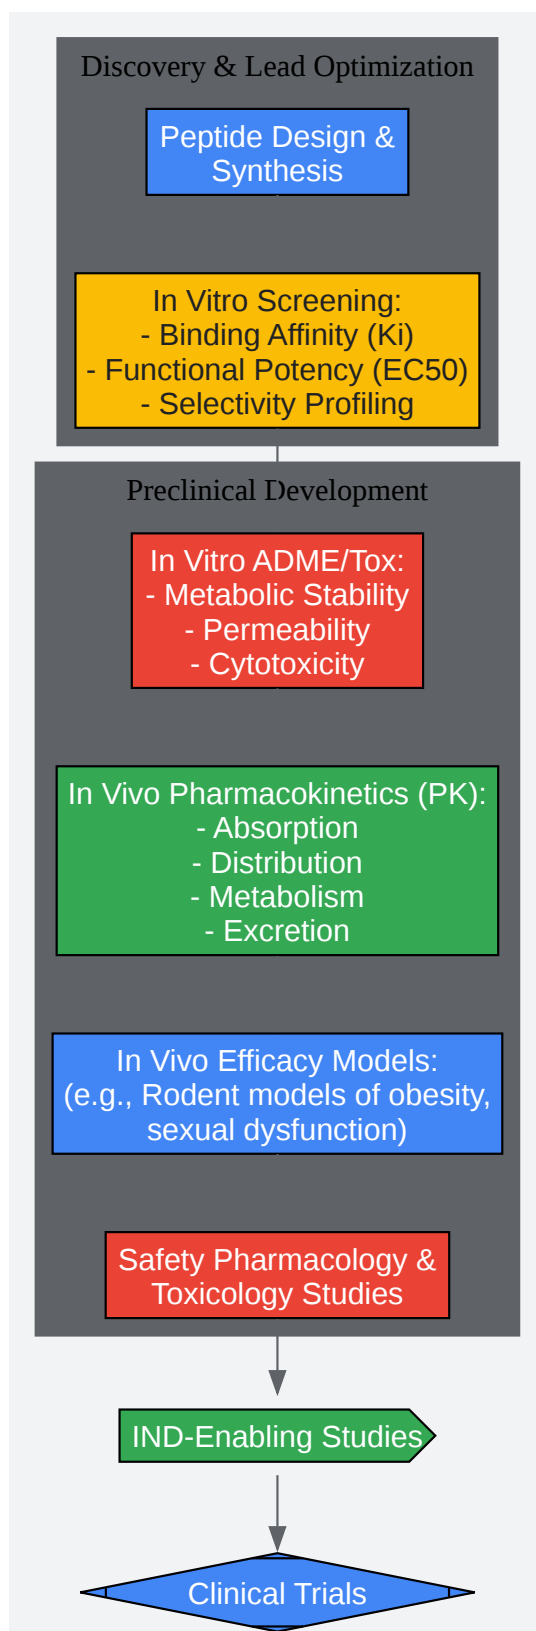 Discovery & Lead Optimization
Peptide Design &
Synthesis
In Vitro Screening:
- Binding Affinity (Ki)
- Functional Potency (EC50)
- Selectivity Profiling
Preclinical Development
In Vitro ADME/Tox:
- Metabolic Stability
- Permeability
- Cytotoxicity
In Vivo Pharmacokinetics (PK):
- Absorption
- Distribution
- Metabolism
- Excretion
In Vivo Efficacy Models:
(e.g., Rodent models of obesity,
sexual dysfunction)
Safety Pharmacology &
Toxicology Studies
IND-Enabling Studies
Clinical Trials